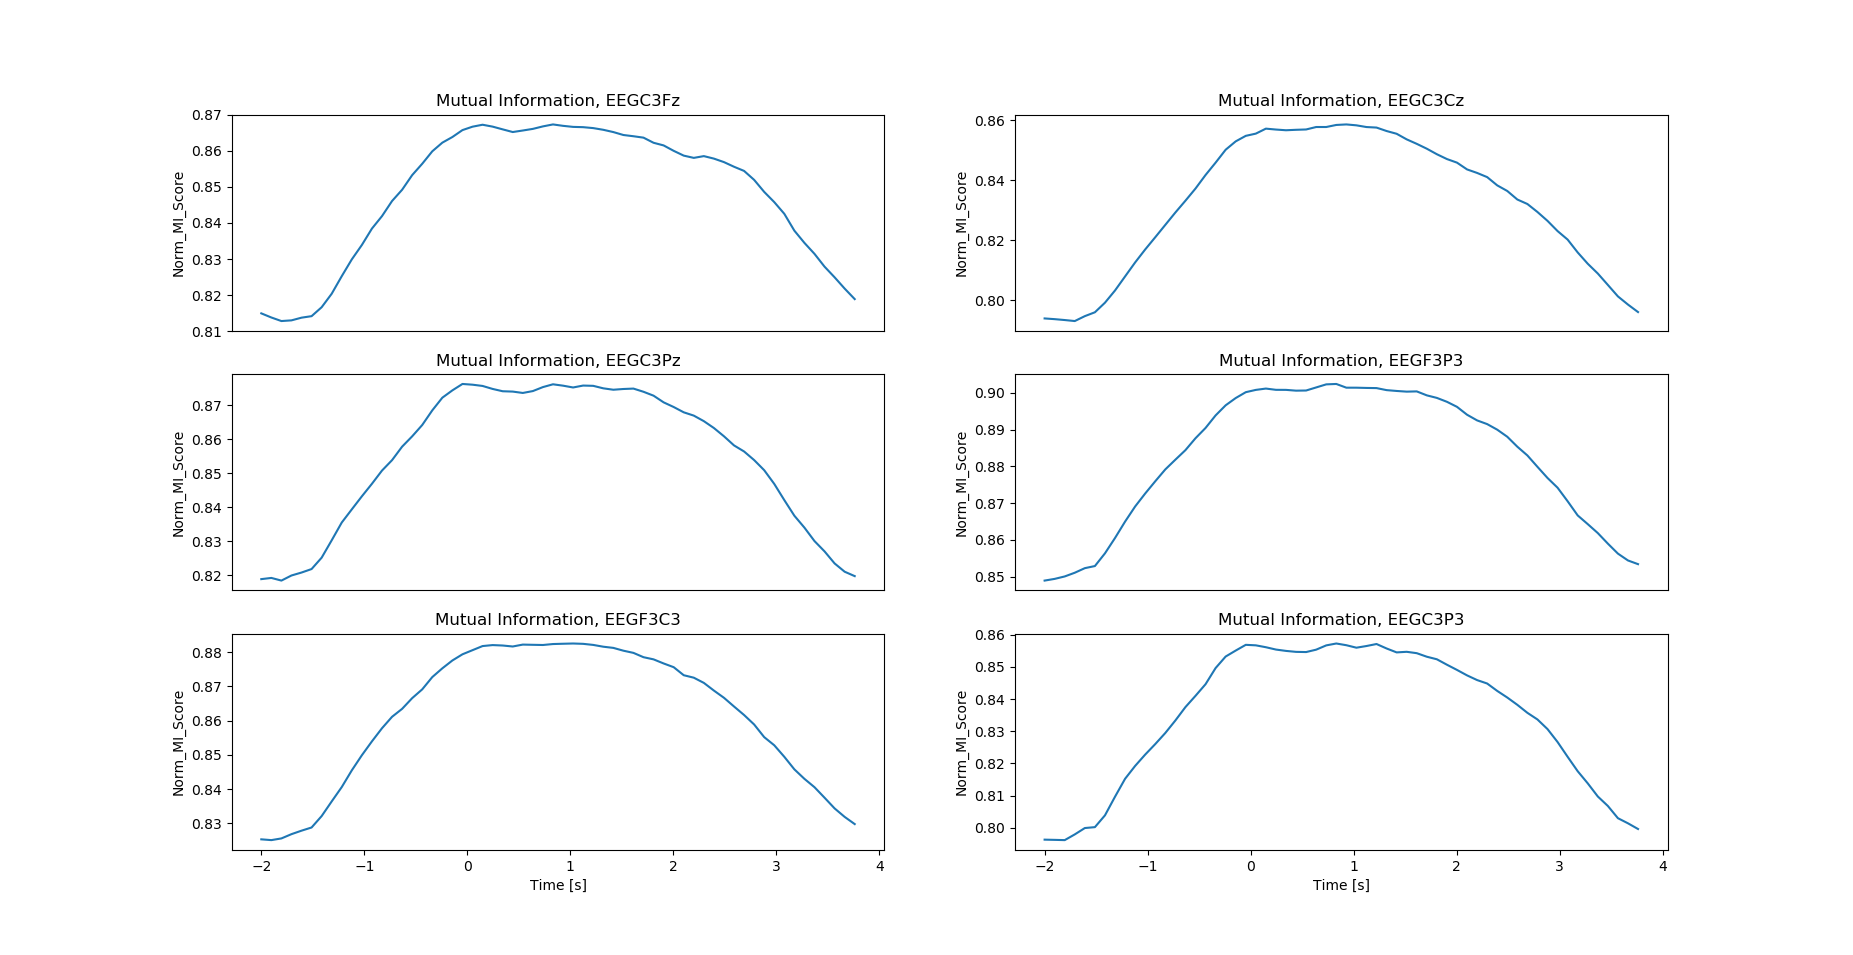 Mutual Information, EEGC3Fz
0.87
0.86
0.85
0.84
0.83
0.82
0.81
Norm_MI_Score
Mutual Information, EEGC3Cz
0.86
0.84
0.82
0.80
Norm_MI_Score
Mutual Information, EEGC3Pz
0.87
0.86
0.85
0.84
0.83
0.82
Norm_MI_Score
Mutual Information, EEGF3P3
0.90
0.89
0.88
0.87
0.86
0.85
Norm_MI_Score
Mutual Information, EEGF3C3
0.88
0.87
0.86
0.85
0.84
0.83
Norm_MI_Score
−2 −1 0 1 2 3 4
Time [s]
Mutual Information, EEGC3P3
0.86
0.85
0.84
0.83
0.82
0.81
0.80
Norm_MI_Score
−2 −1 0 1 2 3 4
Time [s]